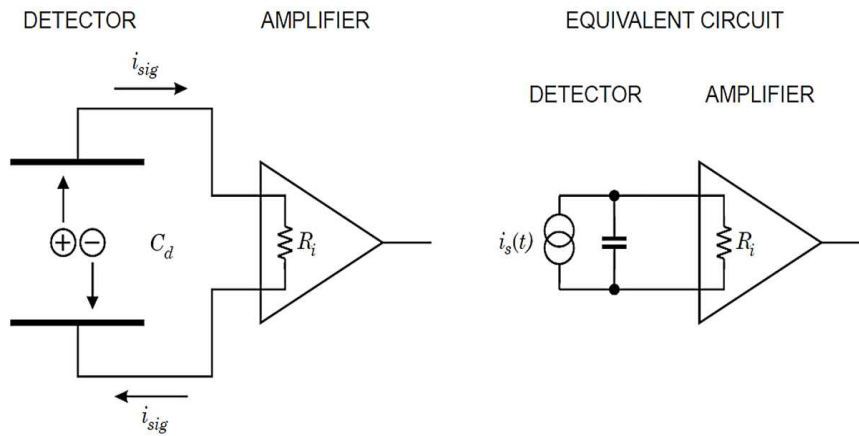 DETECTOR AMPLIFIER EQUIVALENT CIRCUIT
i_sig
DETECTOR AMPLIFIER
+ −
C_d
R_i
i_s(t)
R_i
i_sig